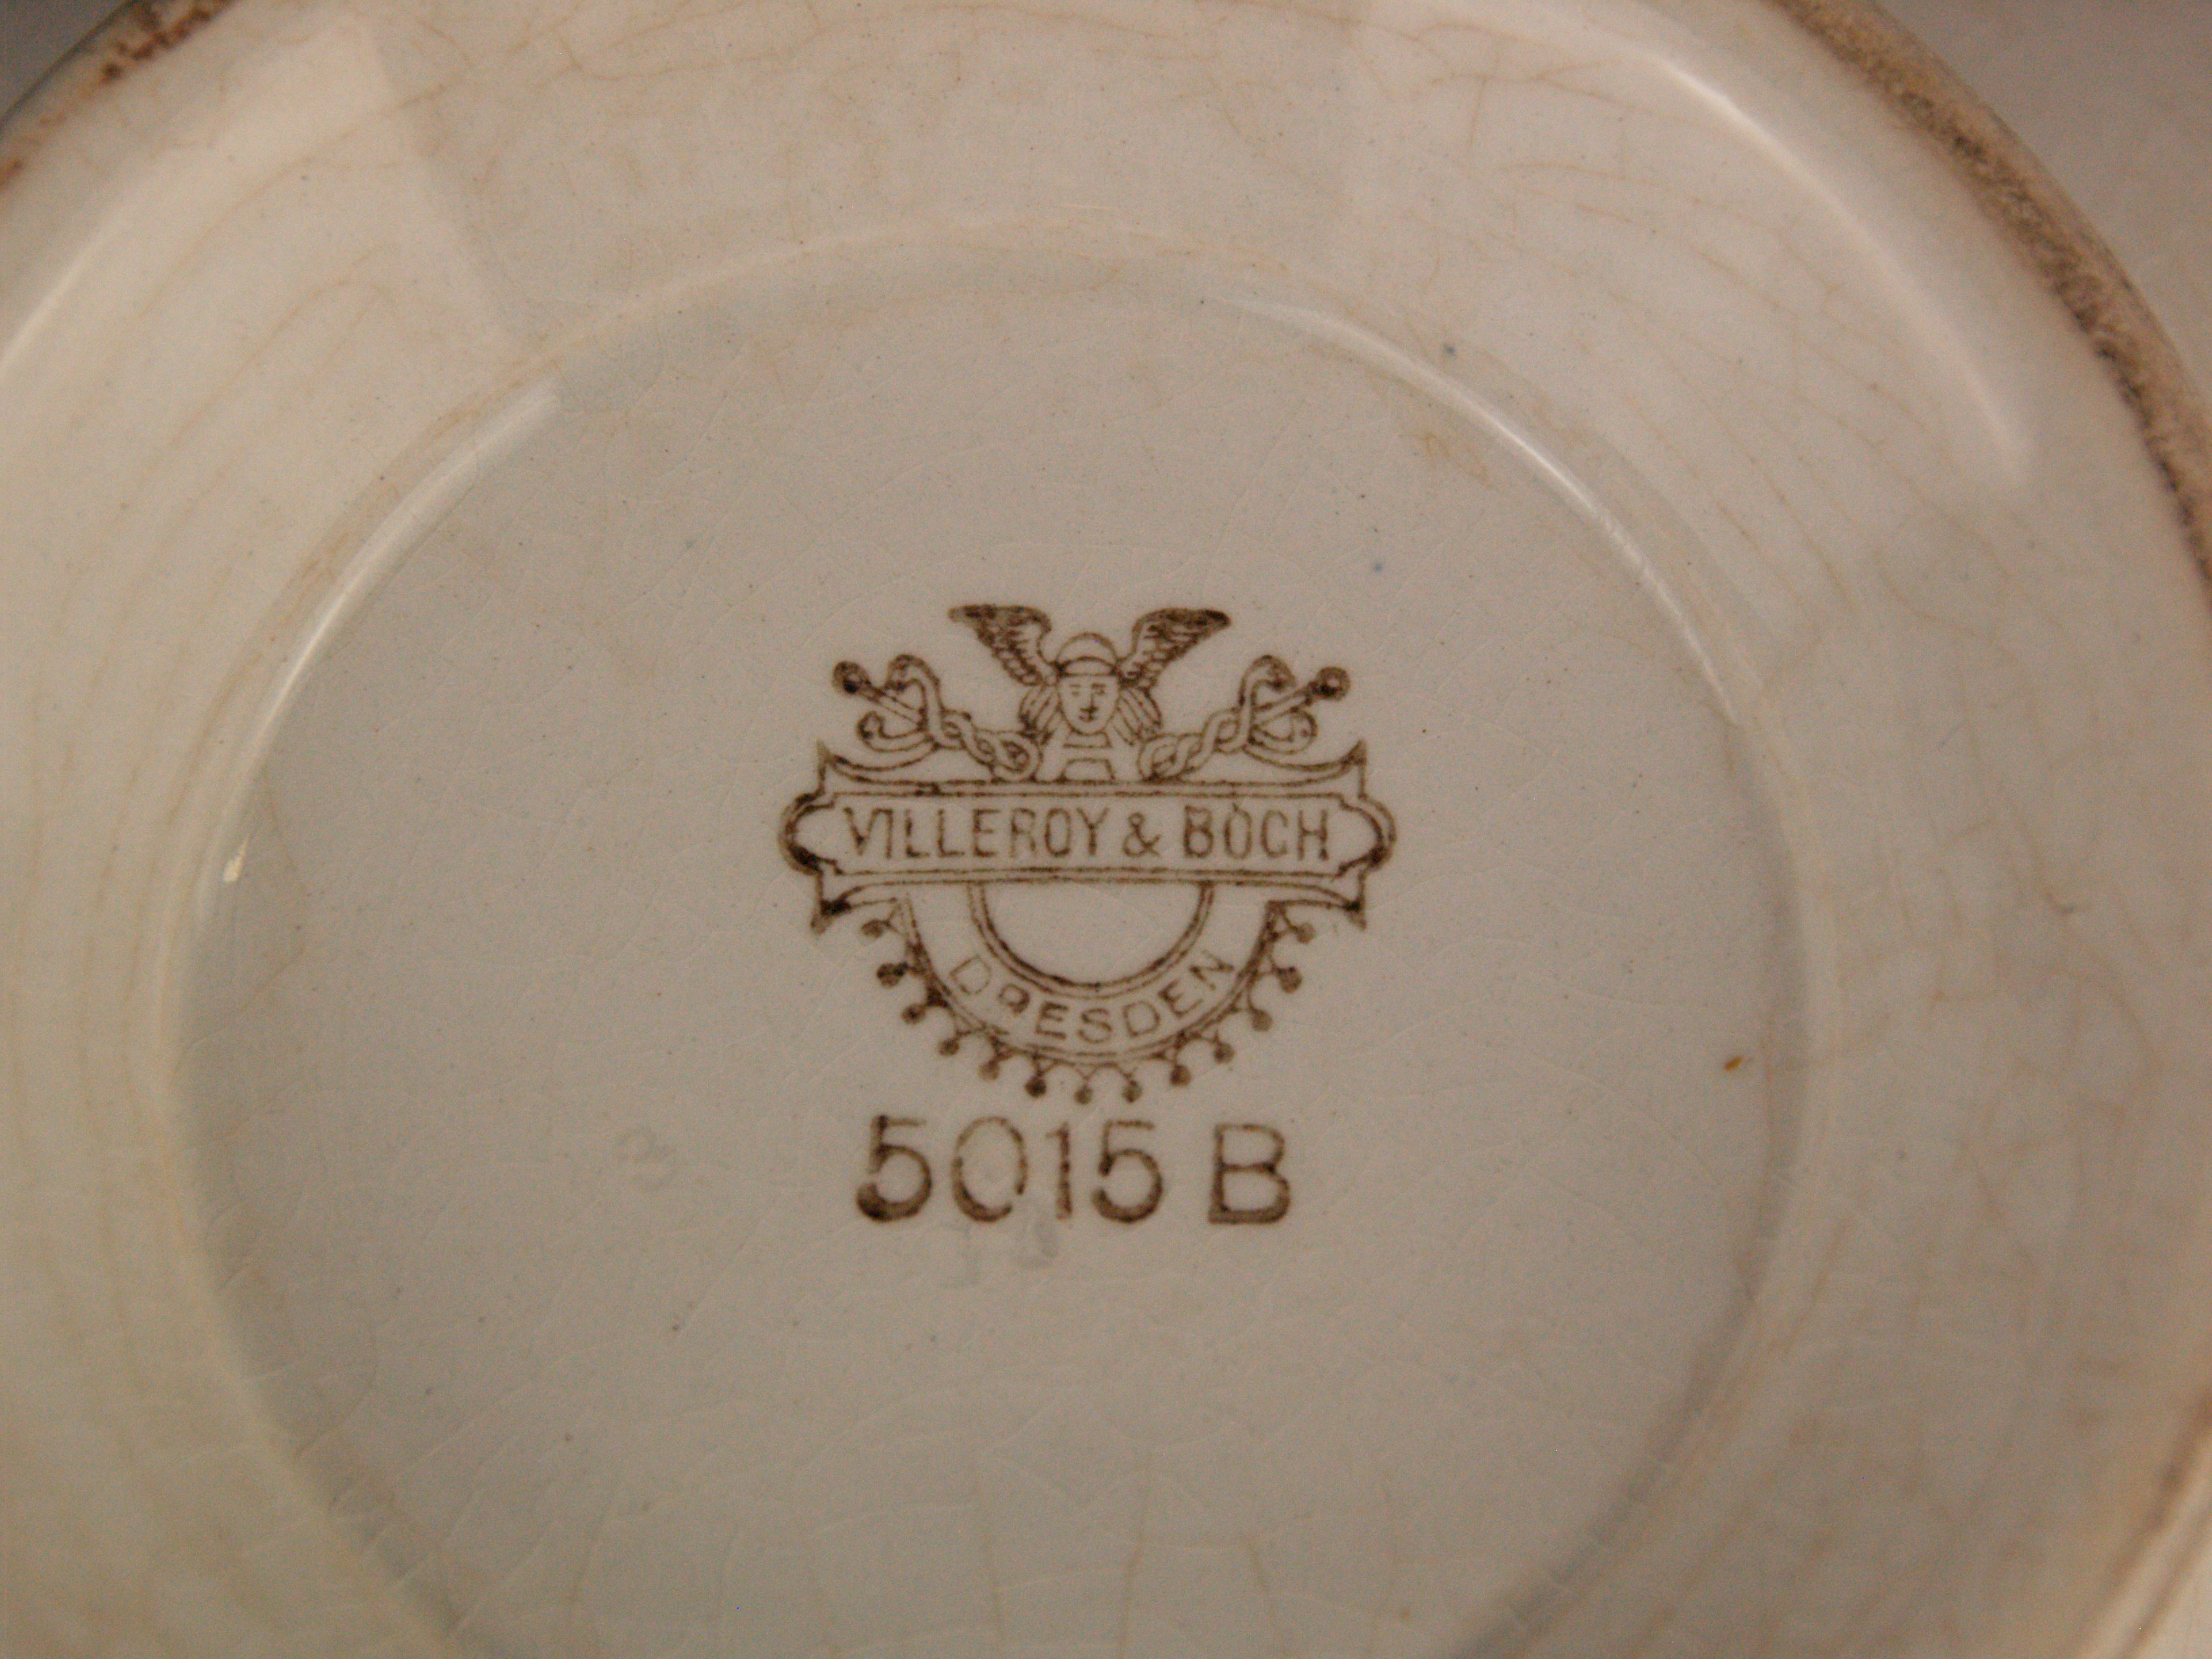 VILLEROY & BOCH
DRESDEN
5015 B